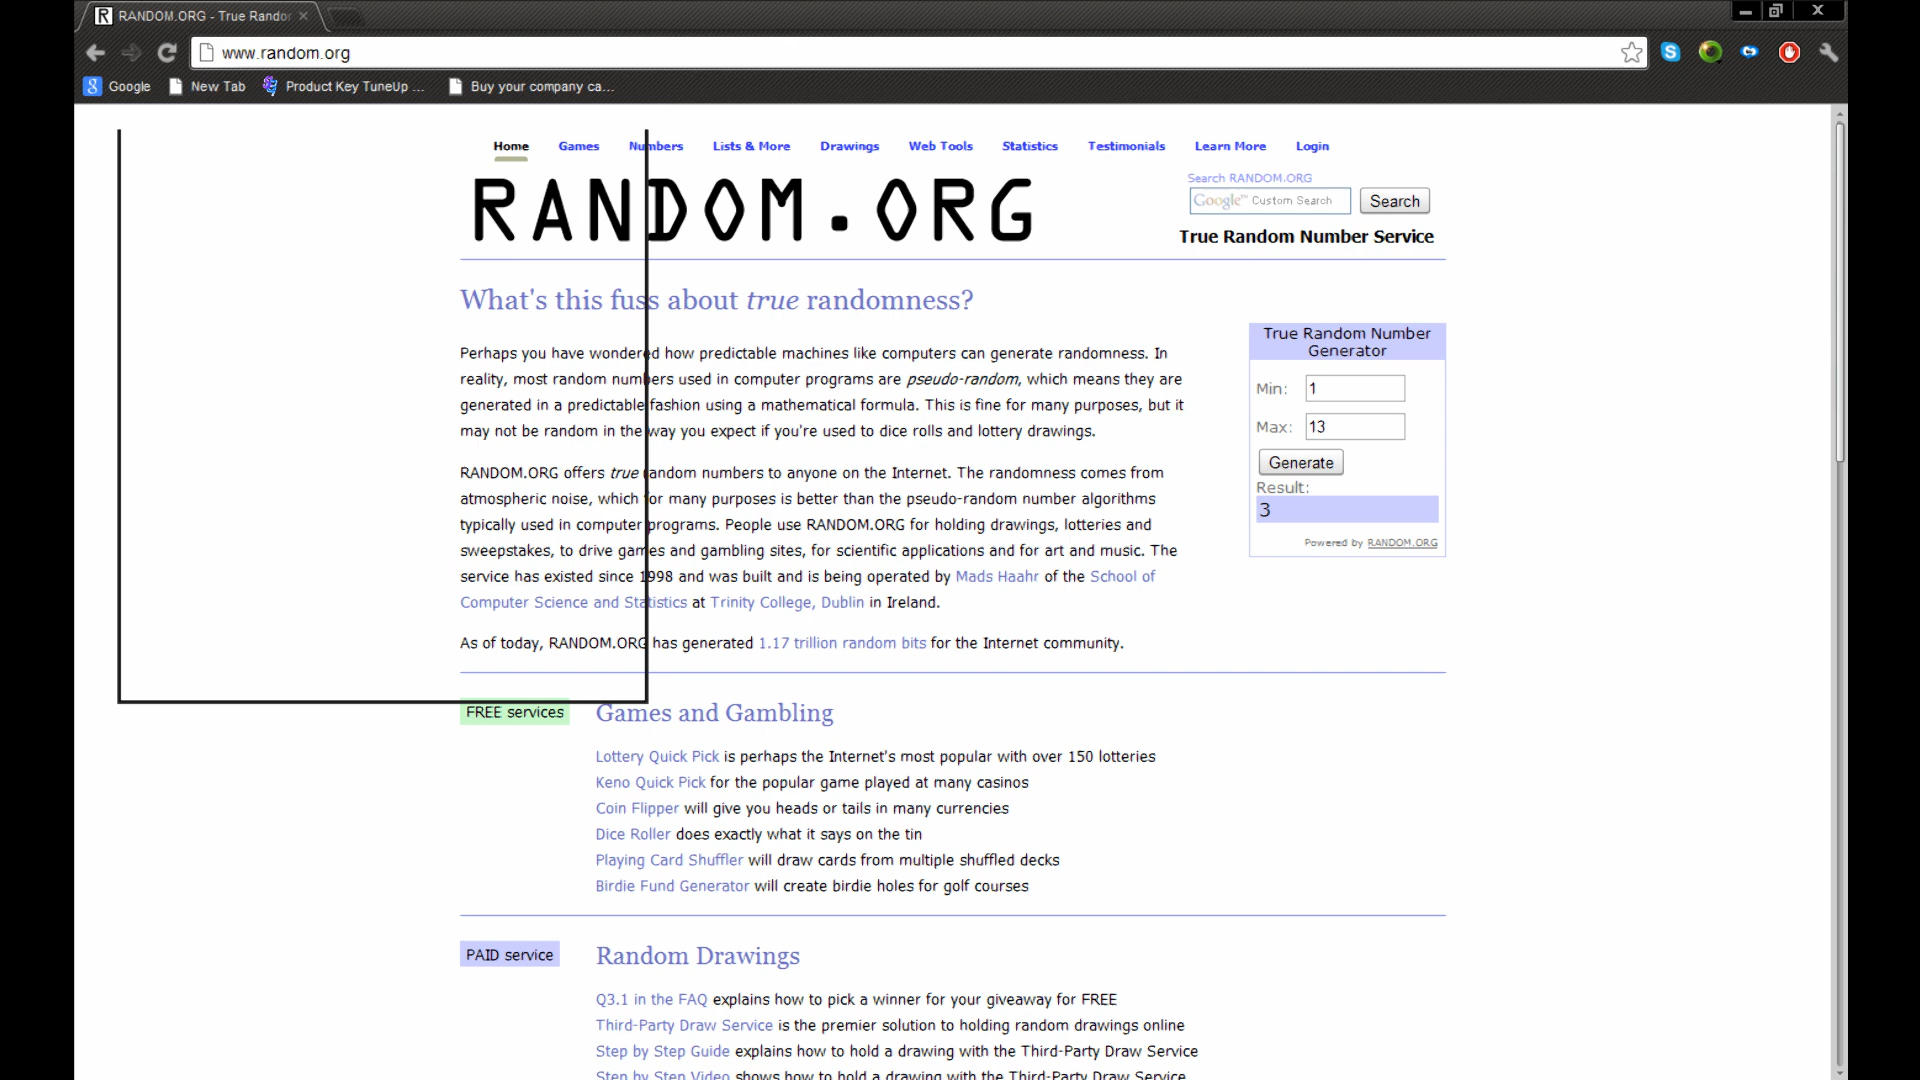 RANDOM.ORG - True Randor
www.random.org
Google
New Tab
Product Key TuneUp ...
Buy your company ca...
Home Games Numbers Lists & More Drawings Web Tools Statistics Testimonials Learn More Login
RANDOM.ORG
Search RANDOM.ORG
Google™ Custom Search
Search
True Random Number Service
What's this fuss about true randomness?
Perhaps you have wondered how predictable machines like computers can generate randomness. In
reality, most random numbers used in computer programs are pseudo-random, which means they are
generated in a predictable fashion using a mathematical formula. This is fine for many purposes, but it
may not be random in the way you expect if you're used to dice rolls and lottery drawings.
RANDOM.ORG offers true random numbers to anyone on the Internet. The randomness comes from
atmospheric noise, which for many purposes is better than the pseudo-random number algorithms
typically used in computer programs. People use RANDOM.ORG for holding drawings, lotteries and
sweepstakes, to drive games and gambling sites, for scientific applications and for art and music. The
service has existed since 1998 and was built and is being operated by Mads Haahr of the School of
Computer Science and Statistics at Trinity College, Dublin in Ireland.
As of today, RANDOM.ORG has generated 1.17 trillion random bits for the Internet community.
True Random Number
Generator
Min: 1
Max: 13
Generate
Result:
3
Powered by RANDOM.ORG
FREE services
Games and Gambling
Lottery Quick Pick is perhaps the Internet's most popular with over 150 lotteries
Keno Quick Pick for the popular game played at many casinos
Coin Flipper will give you heads or tails in many currencies
Dice Roller does exactly what it says on the tin
Playing Card Shuffler will draw cards from multiple shuffled decks
Birdie Fund Generator will create birdie holes for golf courses
PAID service
Random Drawings
Q3.1 in the FAQ explains how to pick a winner for your giveaway for FREE
Third-Party Draw Service is the premier solution to holding random drawings online
Step by Step Guide explains how to hold a drawing with the Third-Party Draw Service
Step by Step Video shows how to hold a drawing with the Third-Party Draw Service